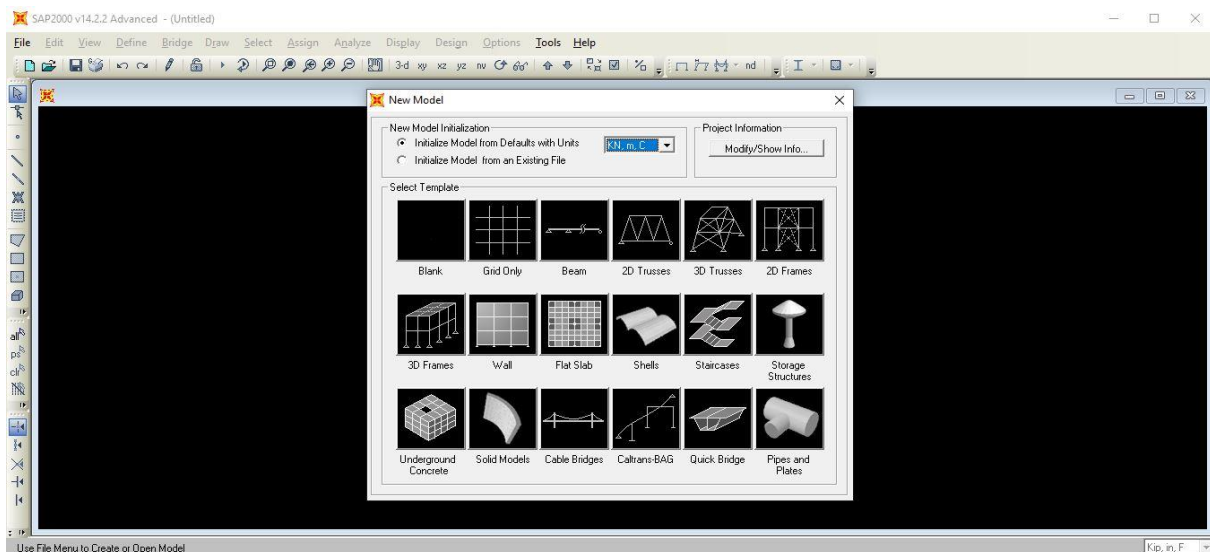 SAP2000 v14.2.2 Advanced - (Untitled)
File Edit View Define Bridge Draw Select Assign Analyze Display Design Options Tools Help
3-d xy xz yz nv nd
New Model
New Model Initialization
Project Information
Initialize Model from Defaults with Units
KN, m, C
Modify/Show Info...
Initialize Model from an Existing File
Select Template
Blank Grid Only Beam 2D Trusses 3D Trusses 2D Frames
3D Frames Wall Flat Slab Shells Staircases Storage Structures
Underground Concrete Solid Models Cable Bridges Caltrans-BAG Quick Bridge Pipes and Plates
all
ps
clr
Use File Menu to Create or Open Model
Kip, in, F